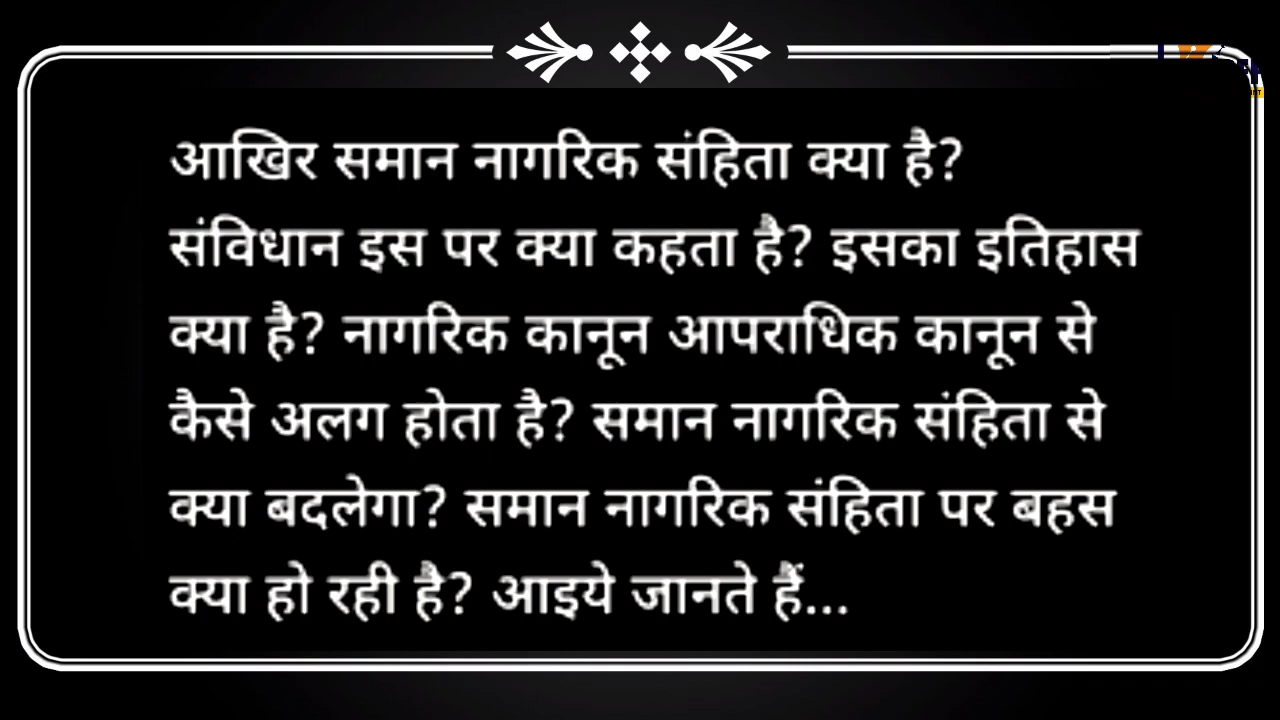 आखिर समान नागरिक संहिता क्या है?
संविधान इस पर क्या कहता है? इसका इतिहास
क्या है? नागरिक कानून आपराधिक कानून से
कैसे अलग होता है? समान नागरिक संहिता से
क्या बदलेगा? समान नागरिक संहिता पर बहस
क्या हो रही है? आइये जानते हैं...